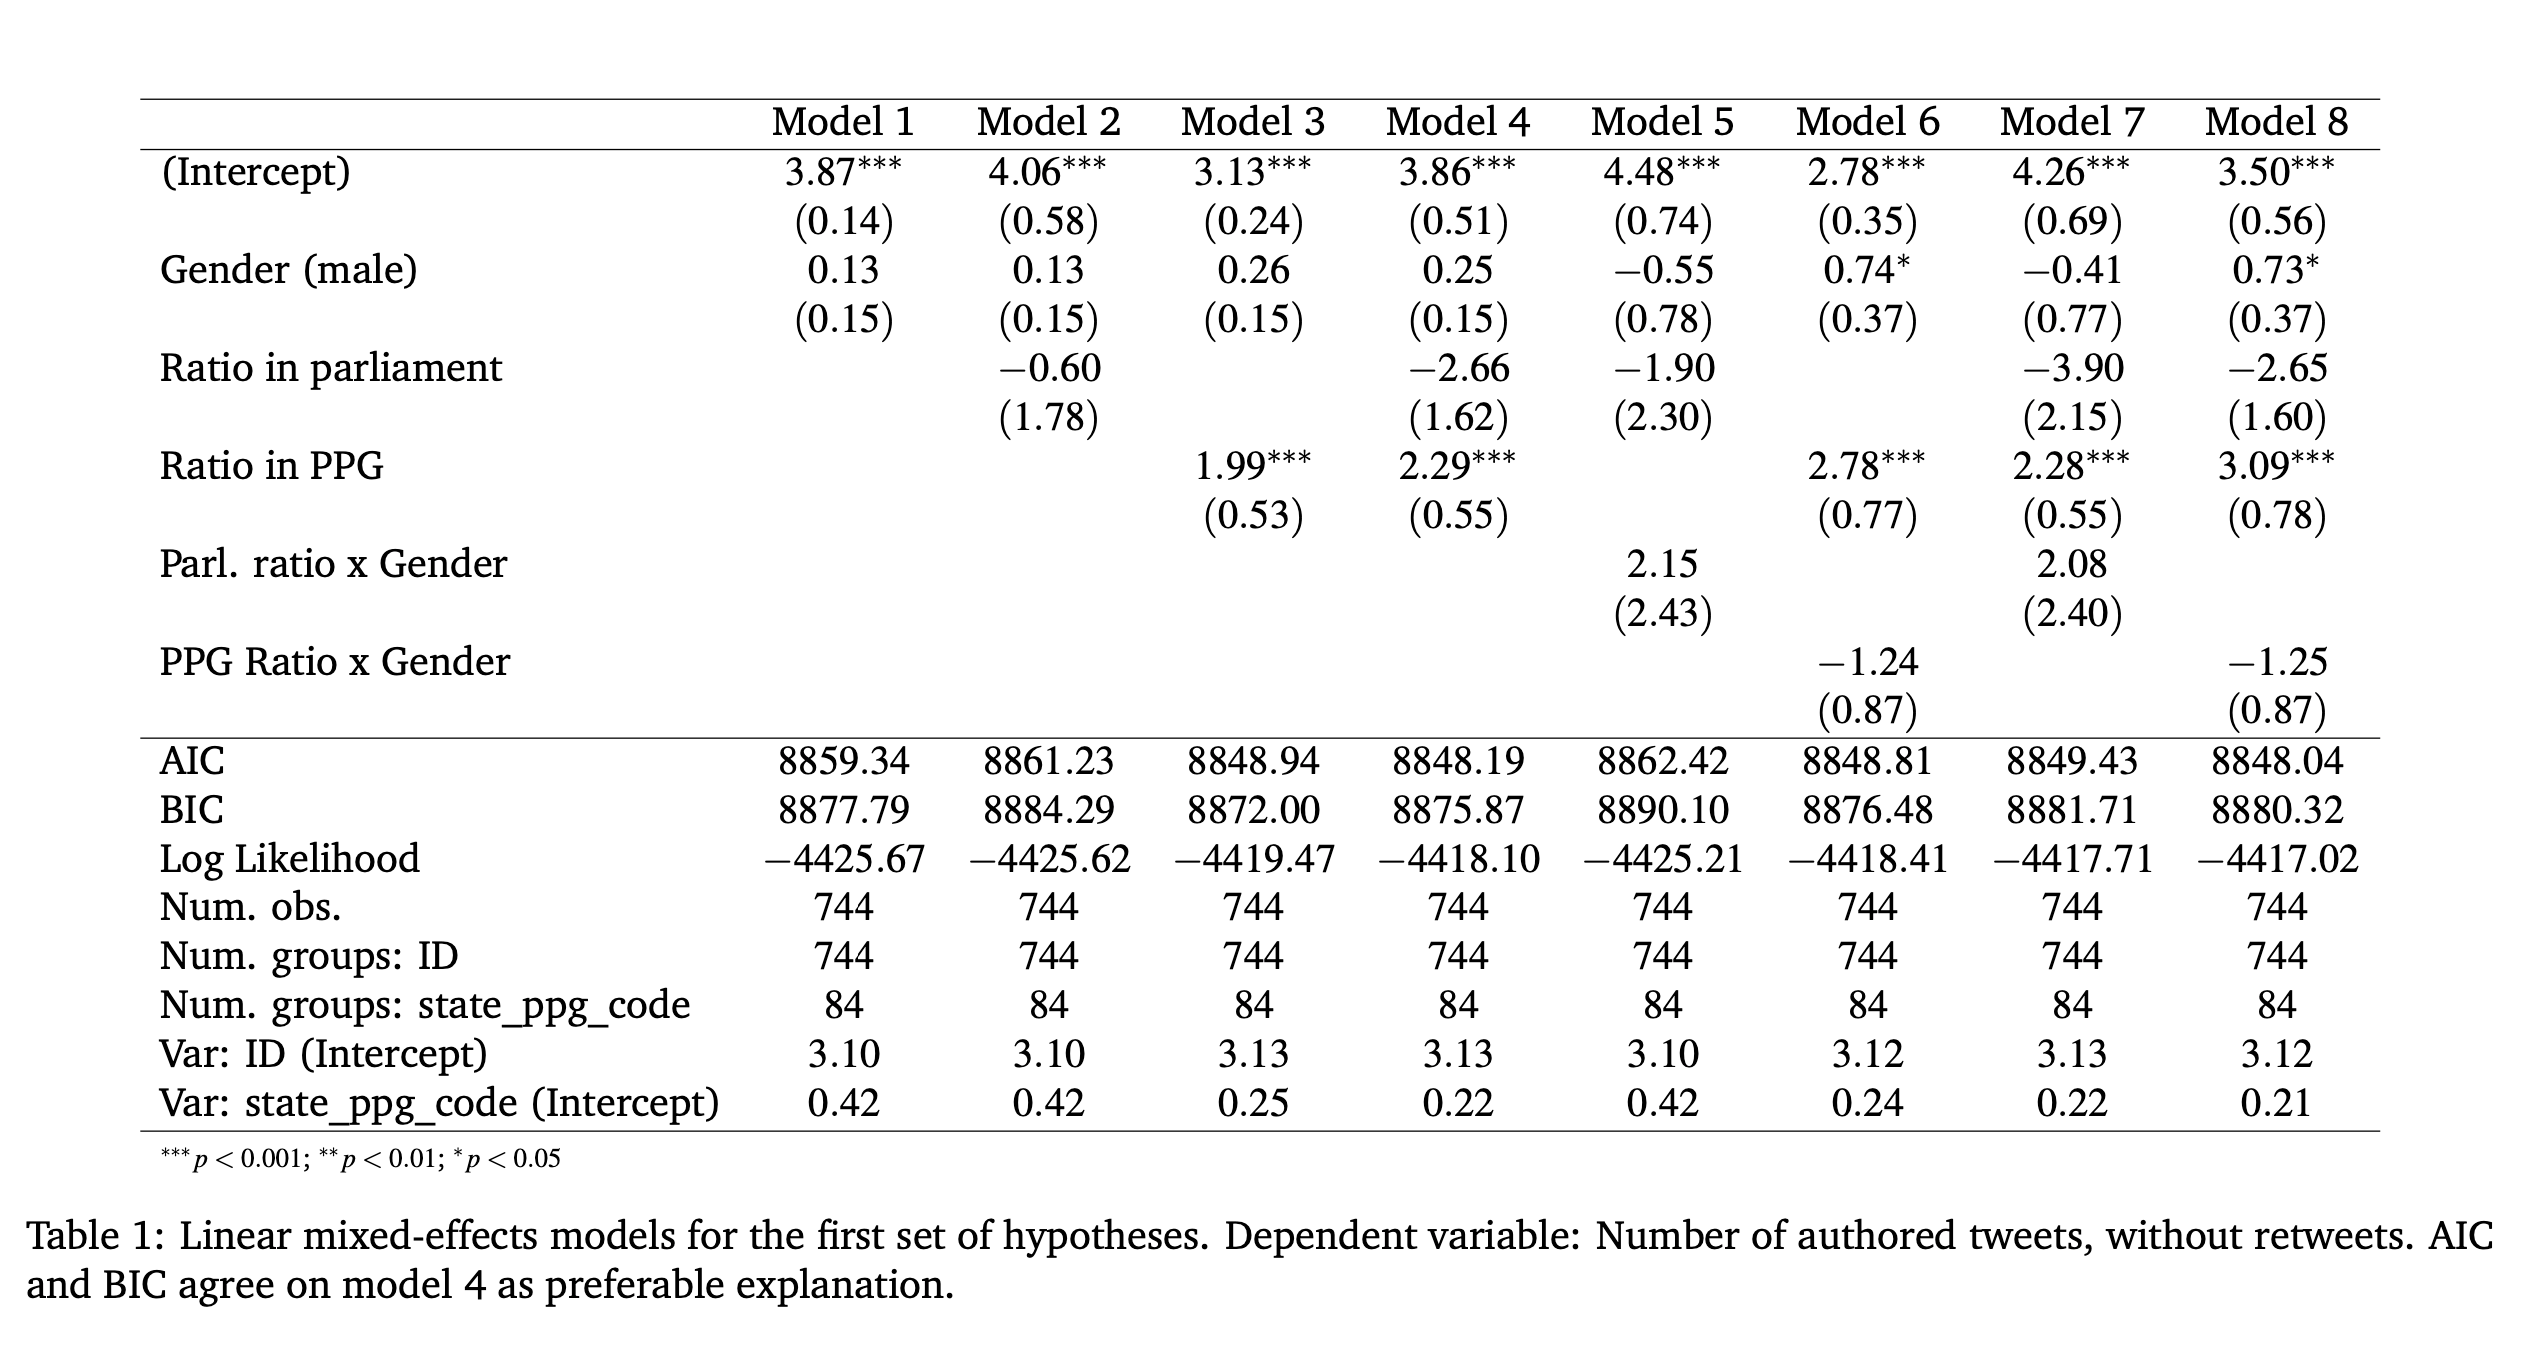 Model 1 Model 2 Model 3 Model 4 Model 5 Model 6 Model 7 Model 8
(Intercept) 3.87*** 4.06*** 3.13*** 3.86*** 4.48*** 2.78*** 4.26*** 3.50***
(0.14) (0.58) (0.24) (0.51) (0.74) (0.35) (0.69) (0.56)
Gender (male) 0.13 0.13 0.26 0.25 −0.55 0.74* −0.41 0.73*
(0.15) (0.15) (0.15) (0.15) (0.78) (0.37) (0.77) (0.37)
Ratio in parliament −0.60 −2.66 −1.90 −3.90 −2.65
(1.78) (1.62) (2.30) (2.15) (1.60)
Ratio in PPG 1.99*** 2.29*** 2.78*** 2.28*** 3.09***
(0.53) (0.55) (0.77) (0.55) (0.78)
Parl. ratio x Gender 2.15 2.08
(2.43) (2.40)
PPG Ratio x Gender −1.24 −1.25
(0.87) (0.87)
AIC 8859.34 8861.23 8848.94 8848.19 8862.42 8848.81 8849.43 8848.04
BIC 8877.79 8884.29 8872.00 8875.87 8890.10 8876.48 8881.71 8880.32
Log Likelihood −4425.67 −4425.62 −4419.47 −4418.10 −4425.21 −4418.41 −4417.71 −4417.02
Num. obs. 744 744 744 744 744 744 744 744
Num. groups: ID 744 744 744 744 744 744 744 744
Num. groups: state_ppg_code 84 84 84 84 84 84 84 84
Var: ID (Intercept) 3.10 3.10 3.13 3.13 3.10 3.12 3.13 3.12
Var: state_ppg_code (Intercept) 0.42 0.42 0.25 0.22 0.42 0.24 0.22 0.21
***p < 0.001; **p < 0.01; *p < 0.05
Table 1: Linear mixed-effects models for the first set of hypotheses. Dependent variable: Number of authored tweets, without retweets. AIC
and BIC agree on model 4 as preferable explanation.